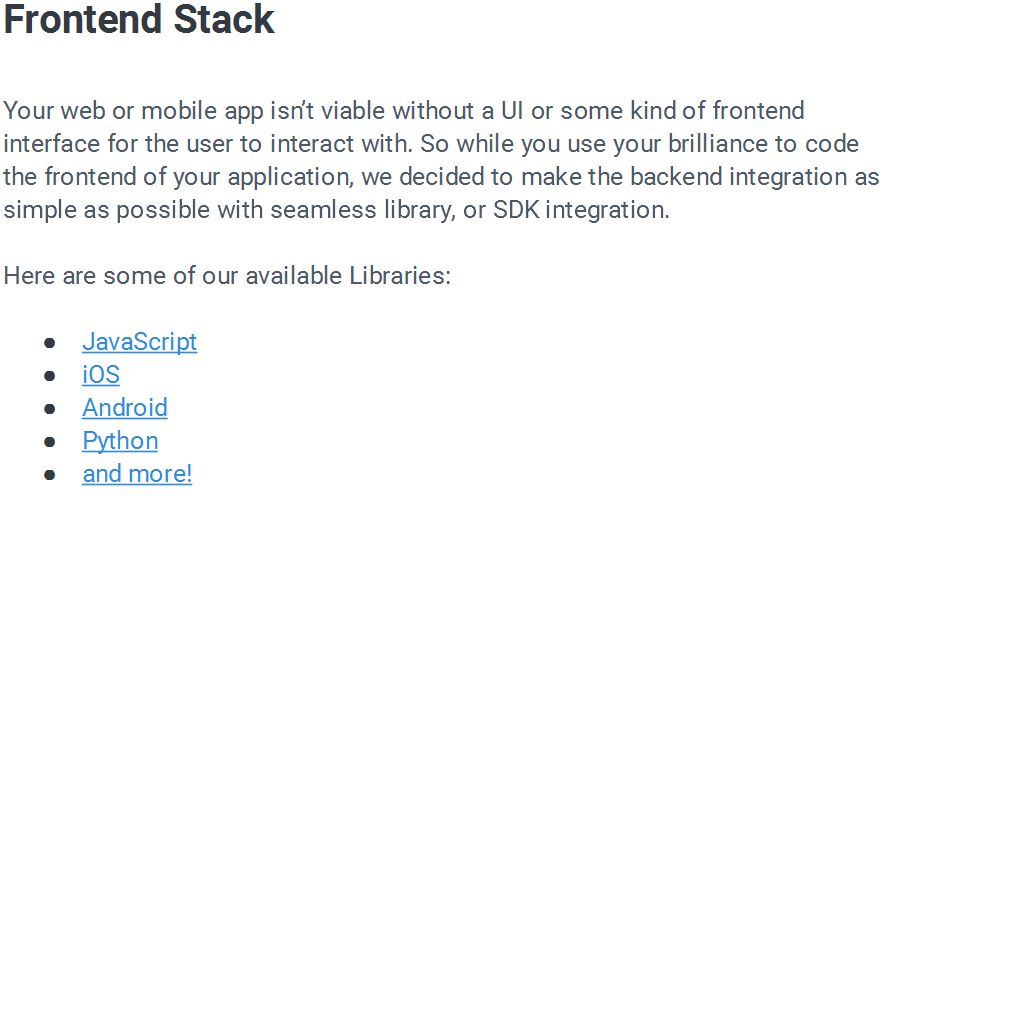 Frontend Stack
Your web or mobile app isn’t viable without a UI or some kind of frontend
interface for the user to interact with. So while you use your brilliance to code
the frontend of your application, we decided to make the backend integration as
simple as possible with seamless library, or SDK integration.
Here are some of our available Libraries:
● JavaScript
● iOS
● Android
● Python
● and more!